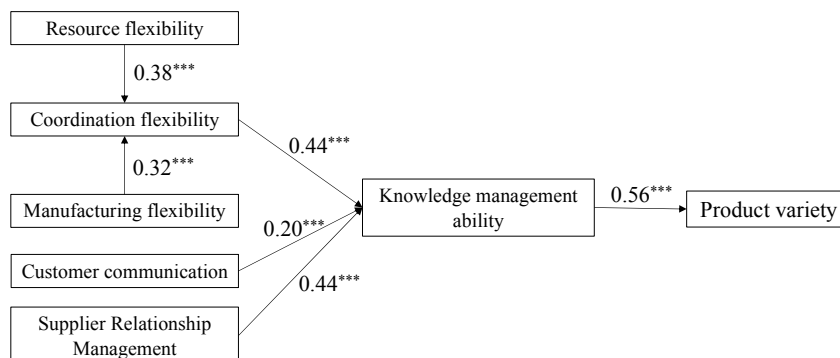 Resource flexibility
0.38***
Coordination flexibility
0.44***
0.32***
Knowledge management
ability
0.56***
Product variety
Manufacturing flexibility
0.20***
Customer communication
0.44***
Supplier Relationship
Management